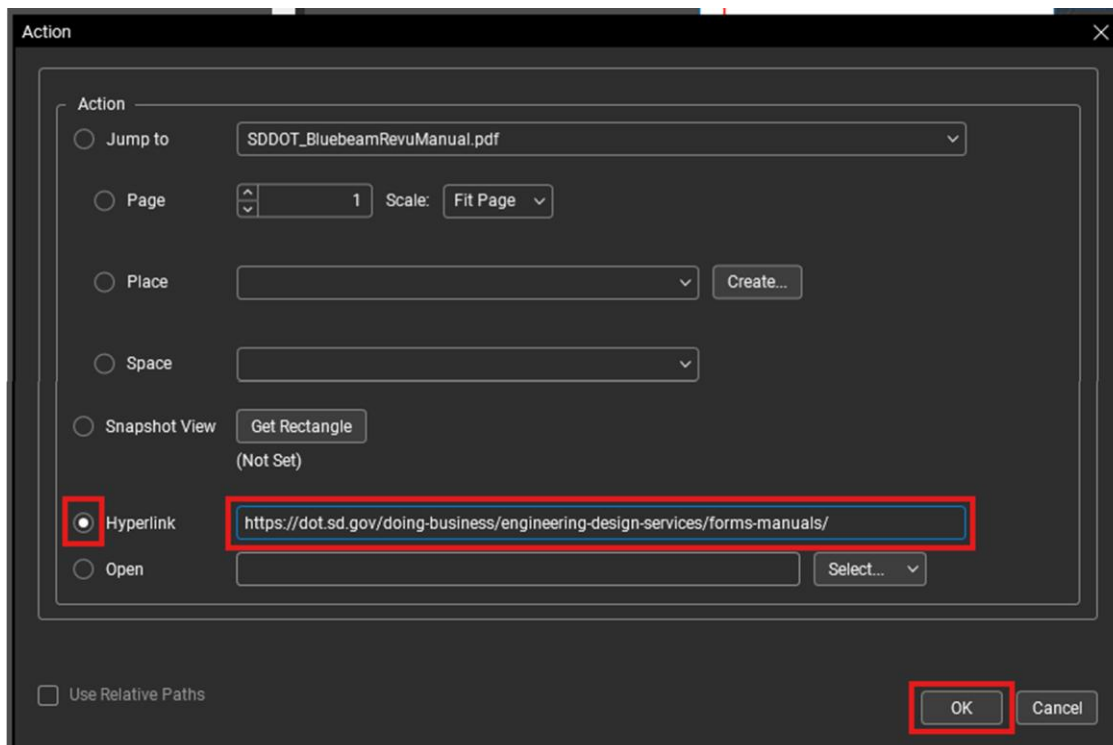 Action
Action
Jump to SDDOT_BluebeamRevuManual.pdf
Page 1 Scale: Fit Page
Place Create...
Space
Snapshot View Get Rectangle
(Not Set)
Hyperlink https://dot.sd.gov/doing-business/engineering-design-services/forms-manuals/
Open Select...
Use Relative Paths
OK Cancel